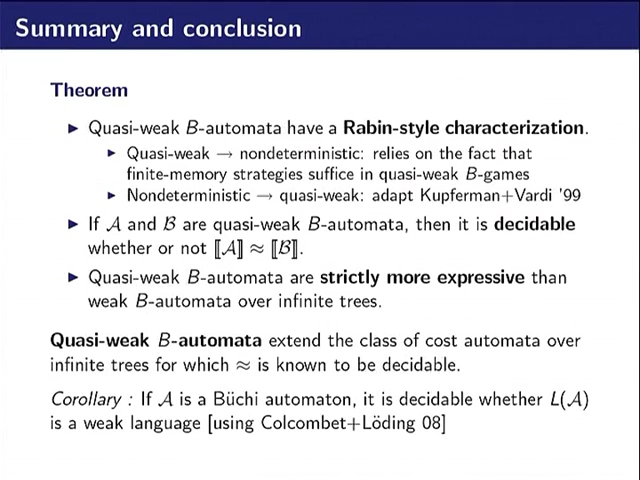 Summary and conclusion
Theorem
▶ Quasi-weak B-automata have a Rabin-style characterization.
▶ Quasi-weak → nondeterministic: relies on the fact that
finite-memory strategies suffice in quasi-weak B-games
▶ Nondeterministic → quasi-weak: adapt Kupferman+Vardi '99
▶ If 𝒜 and ℬ are quasi-weak B-automata, then it is decidable
whether or not ⟦𝒜⟧ ≈ ⟦ℬ⟧.
▶ Quasi-weak B-automata are strictly more expressive than
weak B-automata over infinite trees.
Quasi-weak B-automata extend the class of cost automata over
infinite trees for which ≈ is known to be decidable.
Corollary : If 𝒜 is a Büchi automaton, it is decidable whether L(𝒜)
is a weak language [using Colcombet+Löding 08]